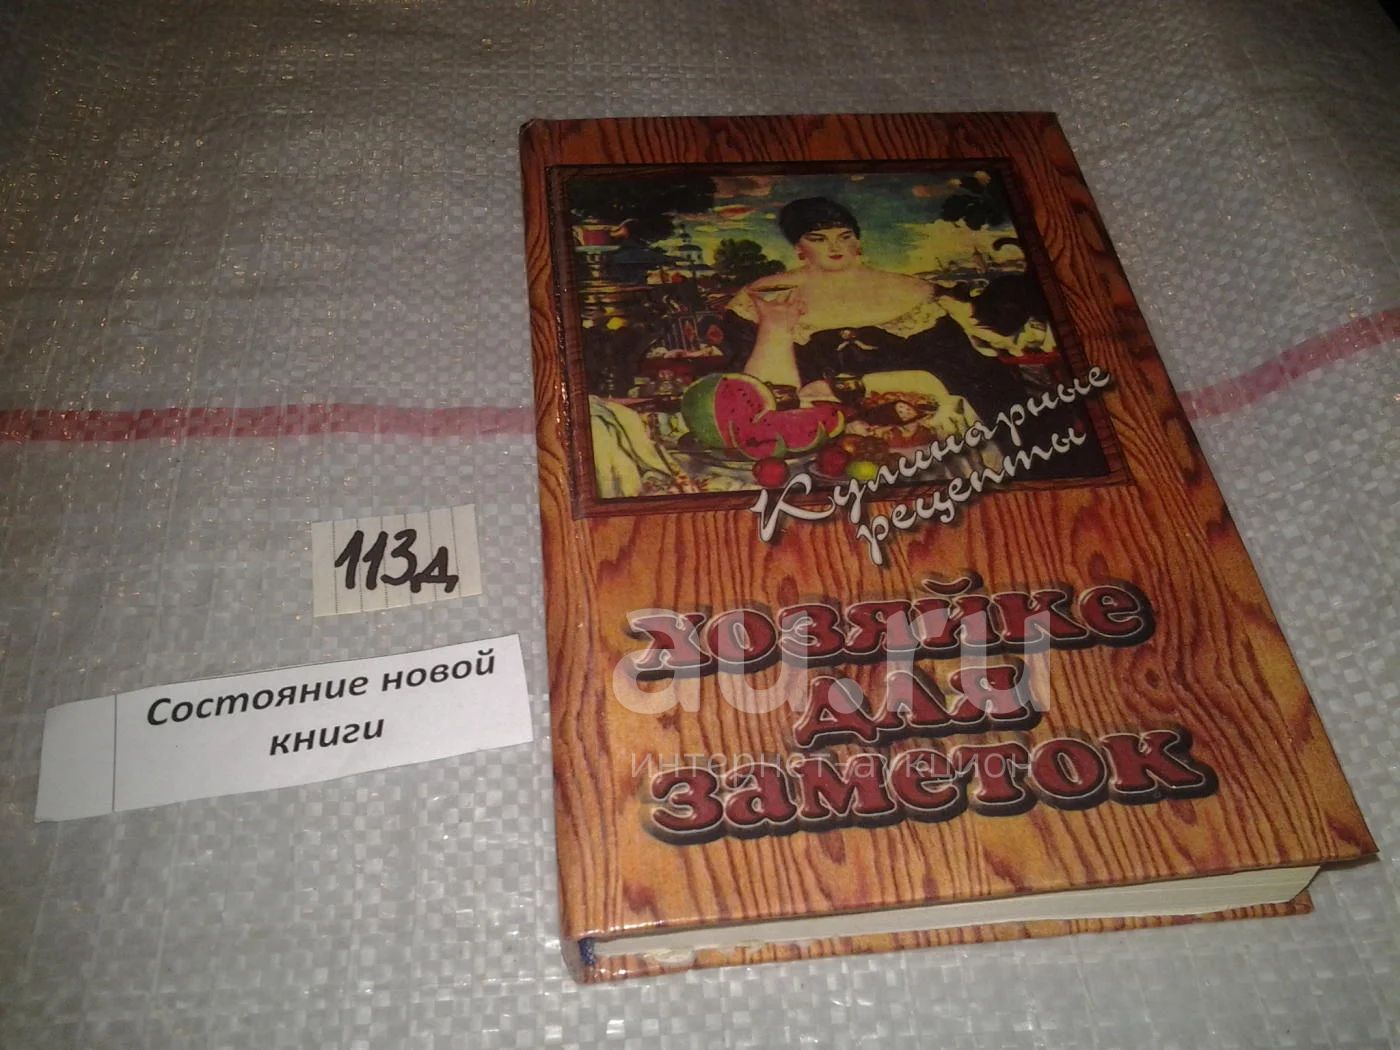 Кулинарные
рецепты
хозяйке
для
заметок
113д
Состояние новой
книги
au.ru
интернет-аукцион